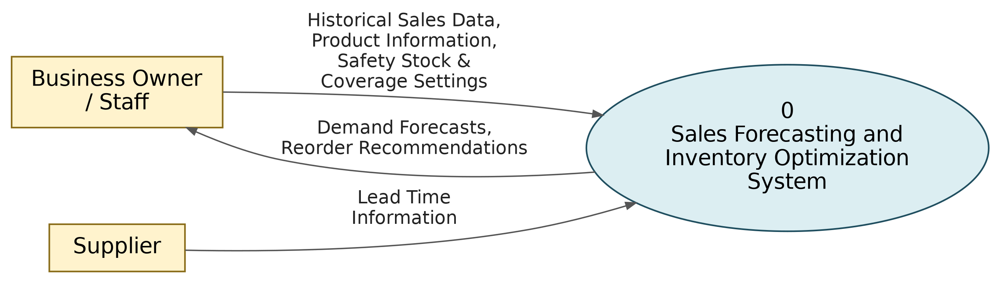 Historical Sales Data,
Product Information,
Safety Stock &
Coverage Settings
Business Owner
/ Staff
Demand Forecasts,
Reorder Recommendations
0
Sales Forecasting and
Inventory Optimization
System
Lead Time
Information
Supplier